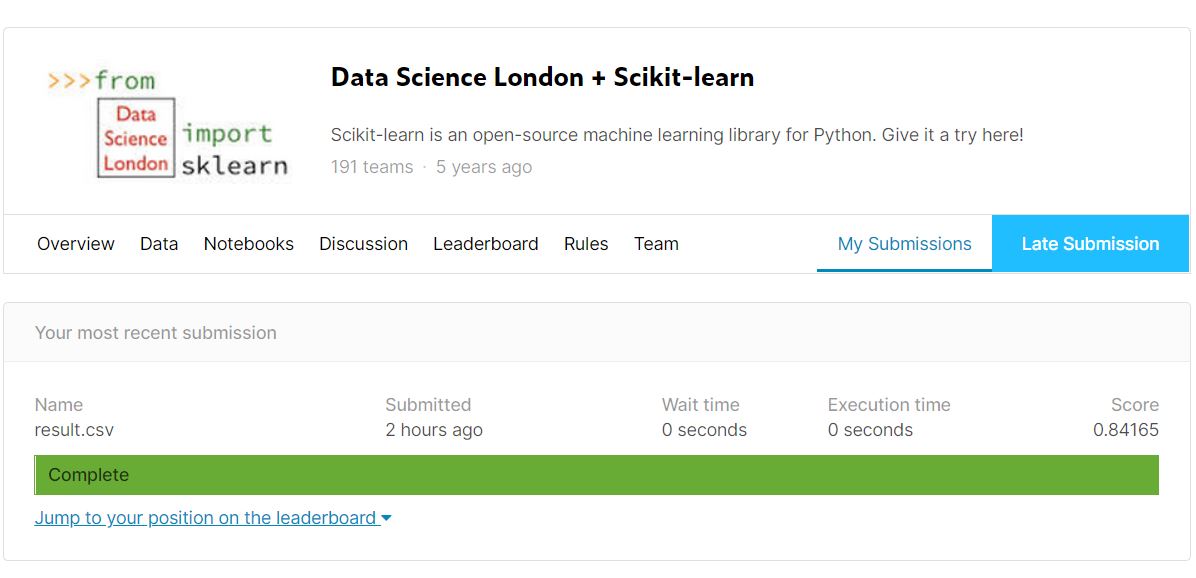 >>>from
Data
Science
London
import
sklearn
Data Science London + Scikit-learn
Scikit-learn is an open-source machine learning library for Python. Give it a try here!
191 teams · 5 years ago
Overview Data Notebooks Discussion Leaderboard Rules Team My Submissions Late Submission
Your most recent submission
Name Submitted Wait time Execution time Score
result.csv 2 hours ago 0 seconds 0 seconds 0.84165
Complete
Jump to your position on the leaderboard